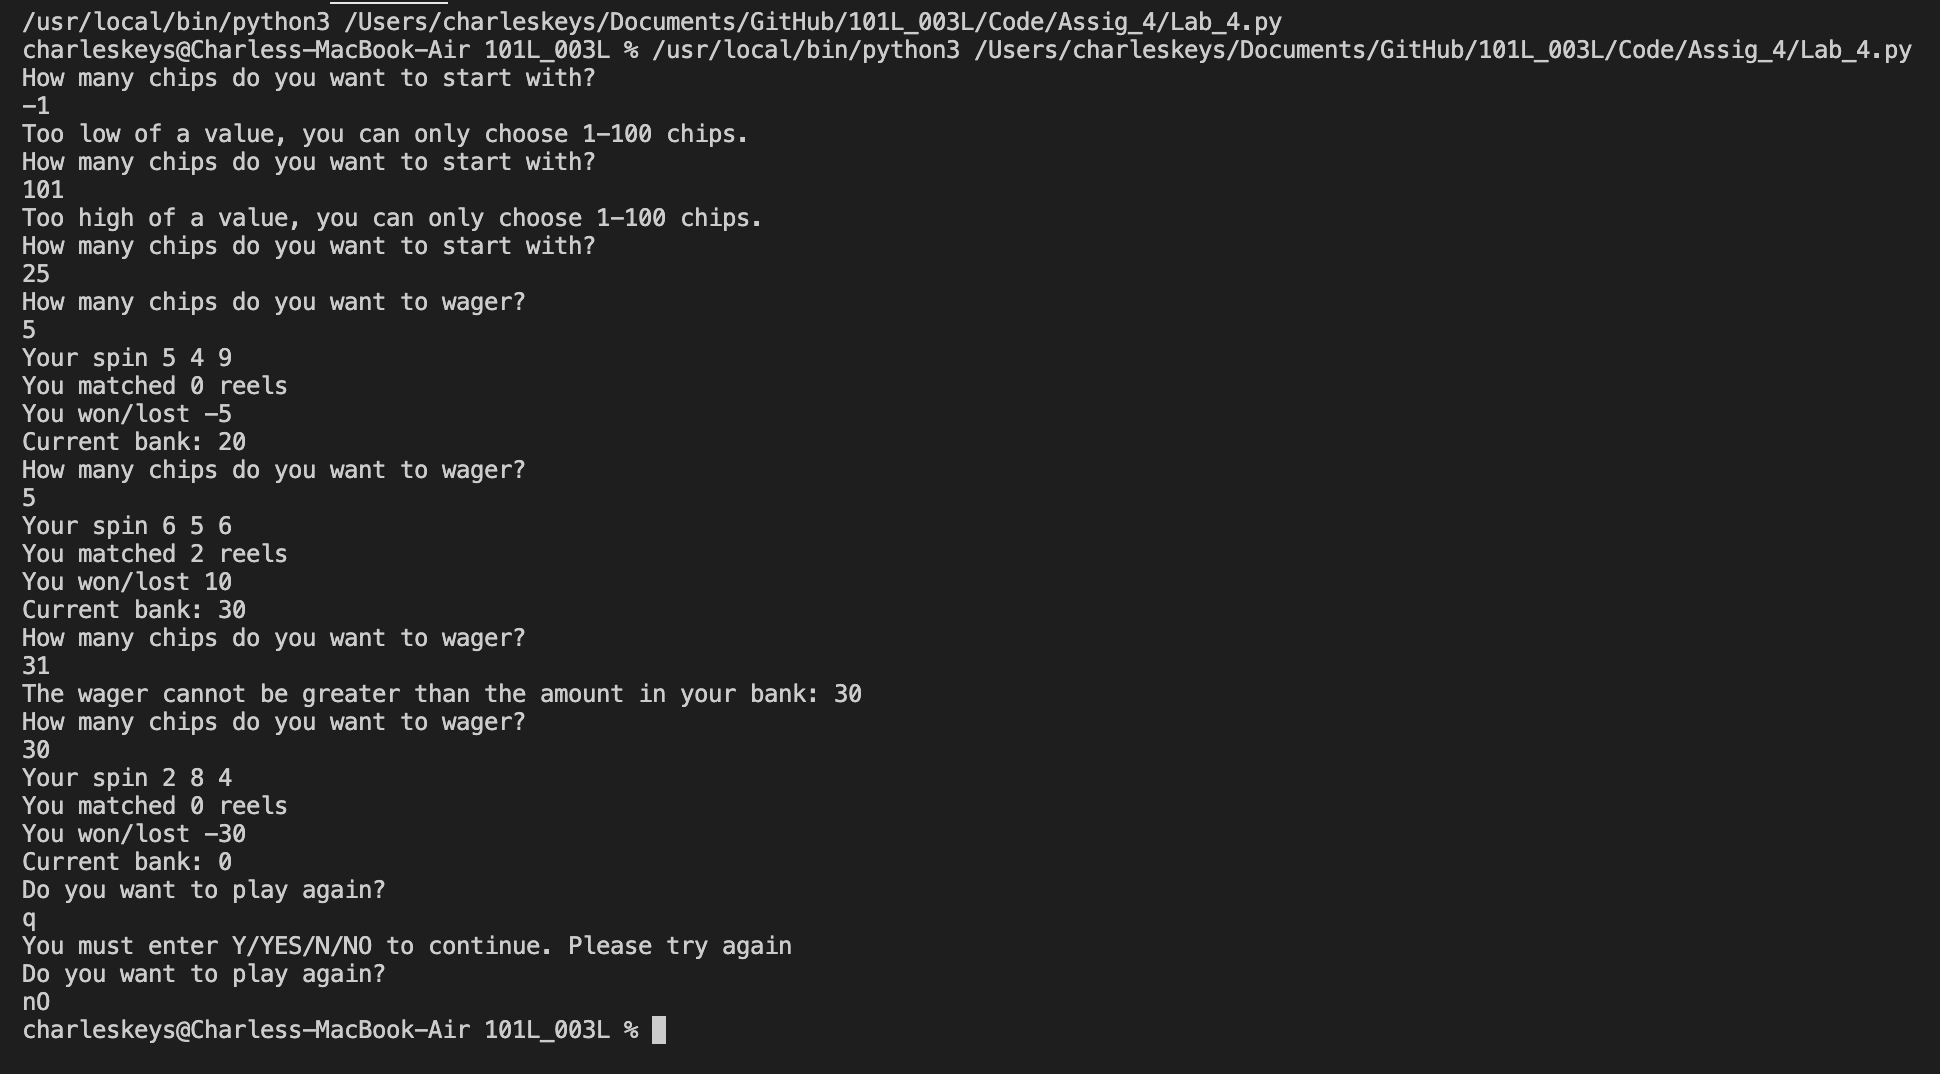 /usr/local/bin/python3 /Users/charleskeys/Documents/GitHub/101L_003L/Code/Assig_4/Lab_4.py
charleskeys@Charless-MacBook-Air 101L_003L % /usr/local/bin/python3 /Users/charleskeys/Documents/GitHub/101L_003L/Code/Assig_4/Lab_4.py
How many chips do you want to start with?
-1
Too low of a value, you can only choose 1-100 chips.
How many chips do you want to start with?
101
Too high of a value, you can only choose 1-100 chips.
How many chips do you want to start with?
25
How many chips do you want to wager?
5
Your spin 5 4 9
You matched 0 reels
You won/lost -5
Current bank: 20
How many chips do you want to wager?
5
Your spin 6 5 6
You matched 2 reels
You won/lost 10
Current bank: 30
How many chips do you want to wager?
31
The wager cannot be greater than the amount in your bank: 30
How many chips do you want to wager?
30
Your spin 2 8 4
You matched 0 reels
You won/lost -30
Current bank: 0
Do you want to play again?
q
You must enter Y/YES/N/NO to continue. Please try again
Do you want to play again?
nO
charleskeys@Charless-MacBook-Air 101L_003L %